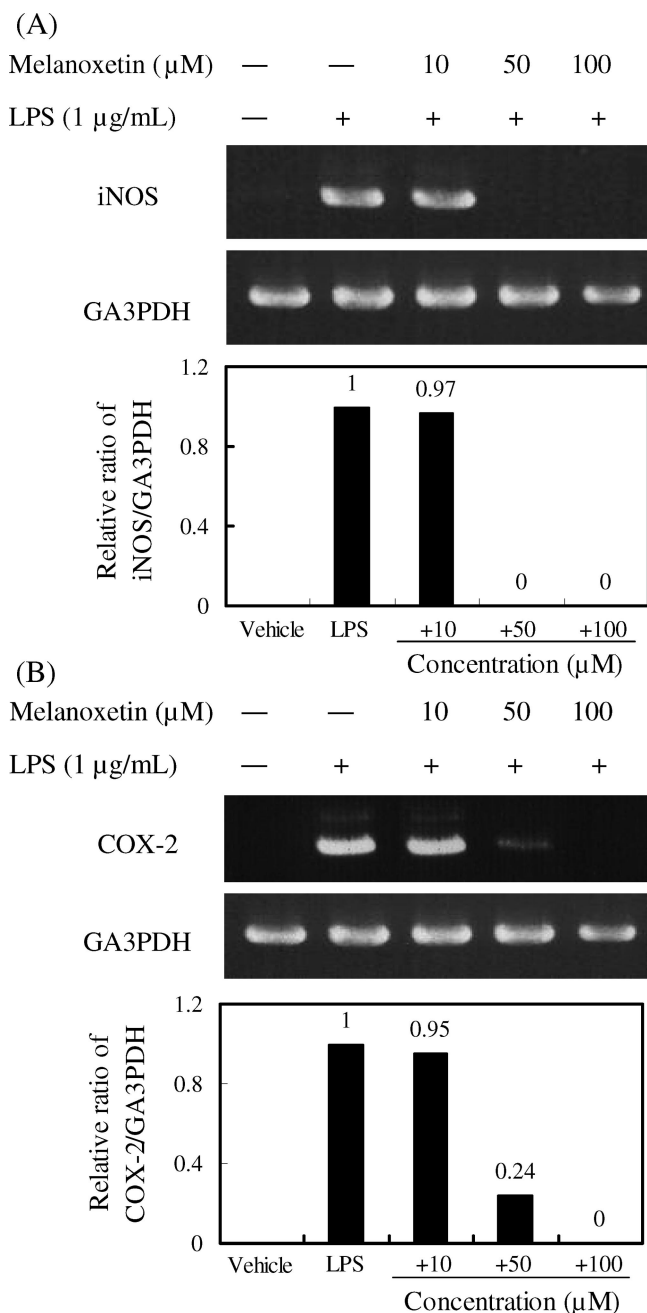 (A)
Melanoxetin (µM) — — 10 50 100
LPS (1 µg/mL) — + + + +
iNOS
GA3PDH
Relative ratio of
iNOS/GA3PDH
1.2
0.8
0.4
0
1
0.97
0
0
Vehicle LPS +10 +50 +100
Concentration (µM)
(B)
Melanoxetin (µM) — — 10 50 100
LPS (1 µg/mL) — + + + +
COX-2
GA3PDH
Relative ratio of
COX-2/GA3PDH
1.2
0.8
0.4
0
1
0.95
0.24
0
Vehicle LPS +10 +50 +100
Concentration (µM)